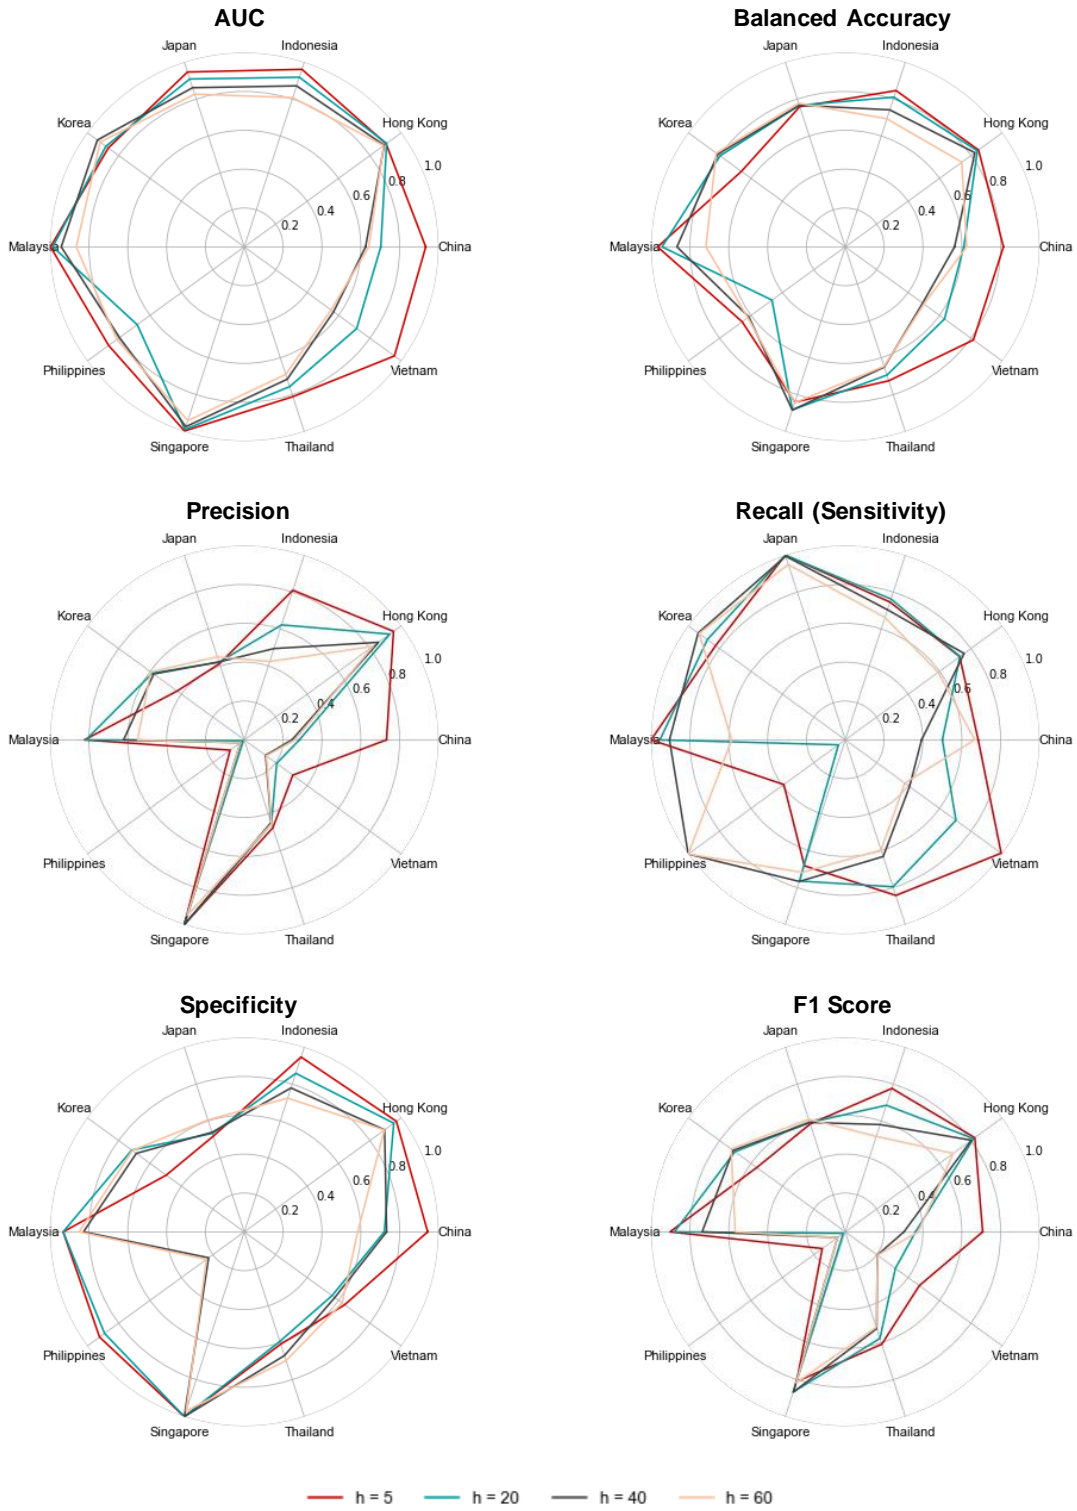 AUC
Balanced Accuracy
Japan
Indonesia
Korea
Hong Kong
1.0
0.8
0.6
0.4
0.2
Malaysia
China
Philippines
Vietnam
Singapore
Thailand
Japan
Indonesia
Korea
Hong Kong
1.0
0.8
0.6
0.4
0.2
Malaysia
China
Philippines
Vietnam
Singapore
Thailand
Precision
Recall (Sensitivity)
Japan
Indonesia
Korea
Hong Kong
1.0
0.8
0.6
0.4
0.2
Malaysia
China
Philippines
Vietnam
Singapore
Thailand
Japan
Indonesia
Korea
Hong Kong
1.0
0.8
0.6
0.4
0.2
Malaysia
China
Philippines
Vietnam
Singapore
Thailand
Specificity
F1 Score
Japan
Indonesia
Korea
Hong Kong
1.0
0.8
0.6
0.4
0.2
Malaysia
China
Philippines
Vietnam
Singapore
Thailand
Japan
Indonesia
Korea
Hong Kong
1.0
0.8
0.6
0.4
0.2
Malaysia
China
Philippines
Vietnam
Singapore
Thailand
h = 5 h = 20 h = 40 h = 60